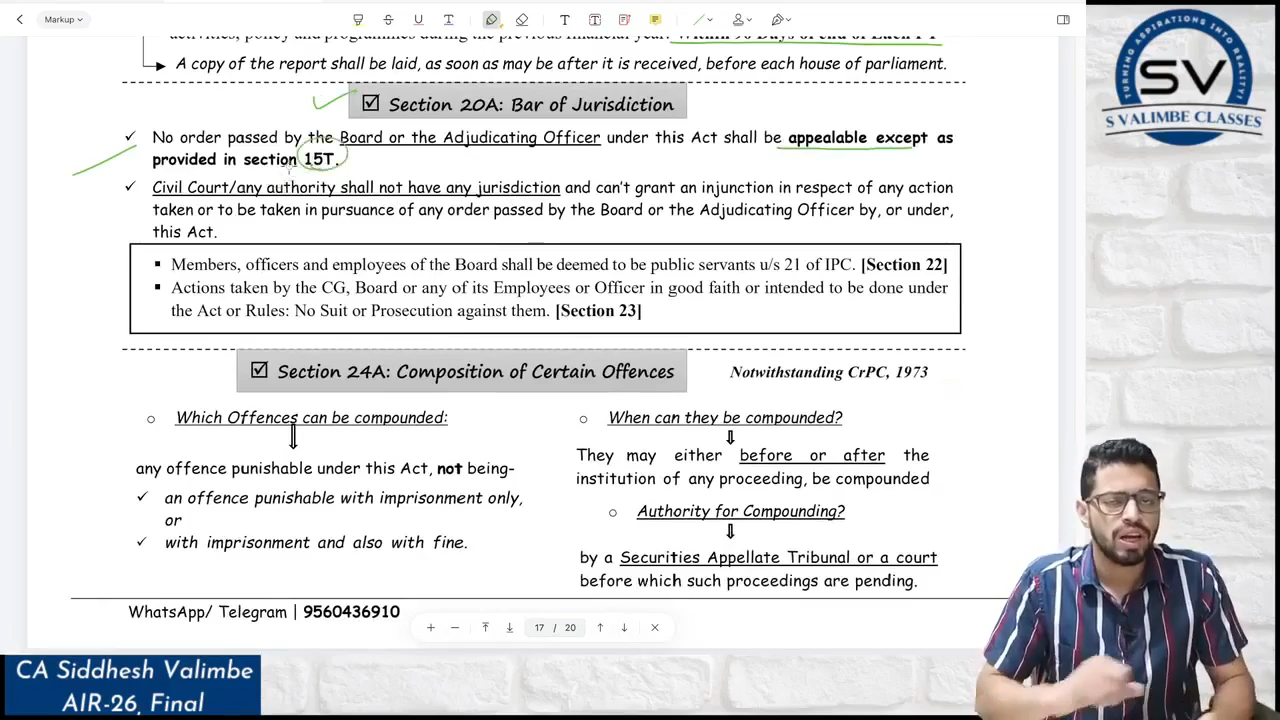 Markup
activities, policy and programmes during the previous financial year. Within 90 Days of end of Each FY
A copy of the report shall be laid, as soon as may be after it is received, before each house of parliament.
Section 20A: Bar of Jurisdiction
No order passed by the Board or the Adjudicating Officer under this Act shall be appealable except as
provided in section 15T.
Civil Court/any authority shall not have any jurisdiction and can't grant an injunction in respect of any action
taken or to be taken in pursuance of any order passed by the Board or the Adjudicating Officer by, or under,
this Act.
Members, officers and employees of the Board shall be deemed to be public servants u/s 21 of IPC. [Section 22]
Actions taken by the CG, Board or any of its Employees or Officer in good faith or intended to be done under
the Act or Rules: No Suit or Prosecution against them. [Section 23]
Section 24A: Composition of Certain Offences
Notwithstanding CrPC, 1973
Which Offences can be compounded:
any offence punishable under this Act, not being-
an offence punishable with imprisonment only,
or
with imprisonment and also with fine.
When can they be compounded?
They may either before or after the
institution of any proceeding, be compounded
Authority for Compounding?
by a Securities Appellate Tribunal or a court
before which such proceedings are pending.
WhatsApp/ Telegram | 9560436910
17 / 20
TURNING ASPIRATIONS INTO REALITY!
SV
S VALIMBE CLASSES
CA Siddhesh Valimbe
AIR-26, Final